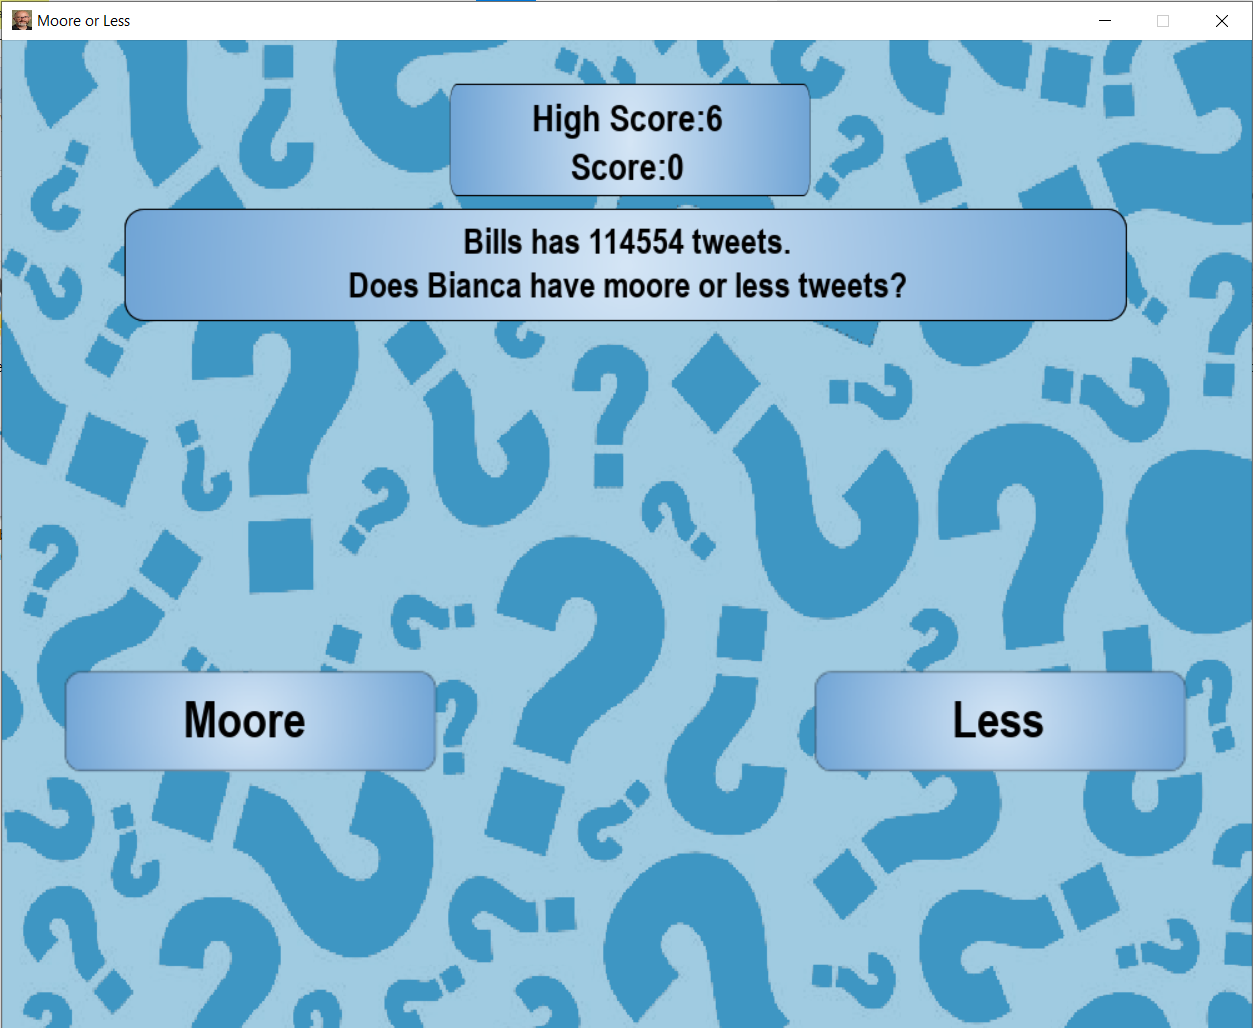 Moore or Less
High Score:6
Score:0
Bills has 114554 tweets.
Does Bianca have moore or less tweets?
Moore
Less